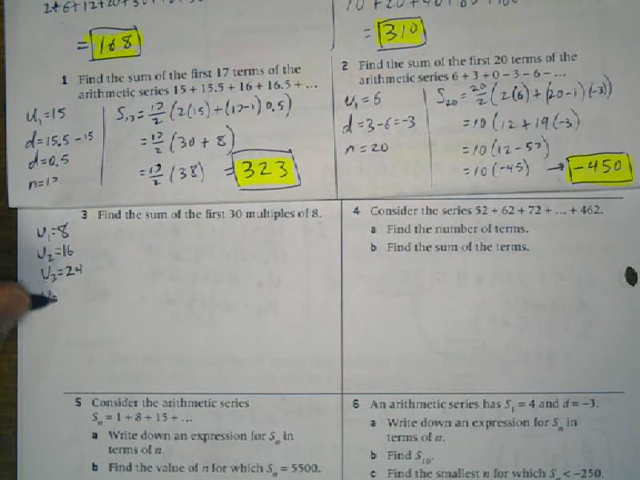 = 168
= 310
1 Find the sum of the first 17 terms of the
arithmetic series 15 + 15.5 + 16 + 16.5 + ...
u₁=15
d=15.5-15
d=0.5
n=17
S₁₇=17/2(2(15)+(17-1)0.5)
=17/2(30+8)
=17/2(38) = 323
2 Find the sum of the first 20 terms of the
arithmetic series 6 + 3 + 0 – 3 – 6 – ...
u₁=6
d=3-6=-3
n=20
S₂₀=20/2(2(6)+(20-1)(-3))
=10(12+19(-3)
=10(12-57)
=10(-45) → -450
3 Find the sum of the first 30 multiples of 8.
u₁=8
u₂=16
u₃=24
4 Consider the series 52 + 62 + 72 + ... + 462.
a Find the number of terms.
b Find the sum of the terms.
5 Consider the arithmetic series
Sₙ = 1 + 8 + 15 + ...
a Write down an expression for Sₙ in
terms of n.
b Find the value of n for which Sₙ = 5500.
6 An arithmetic series has S₁ = 4 and d = –3.
a Write down an expression for Sₙ in
terms of n.
b Find S₁₀.
c Find the smallest n for which Sₙ < –250.